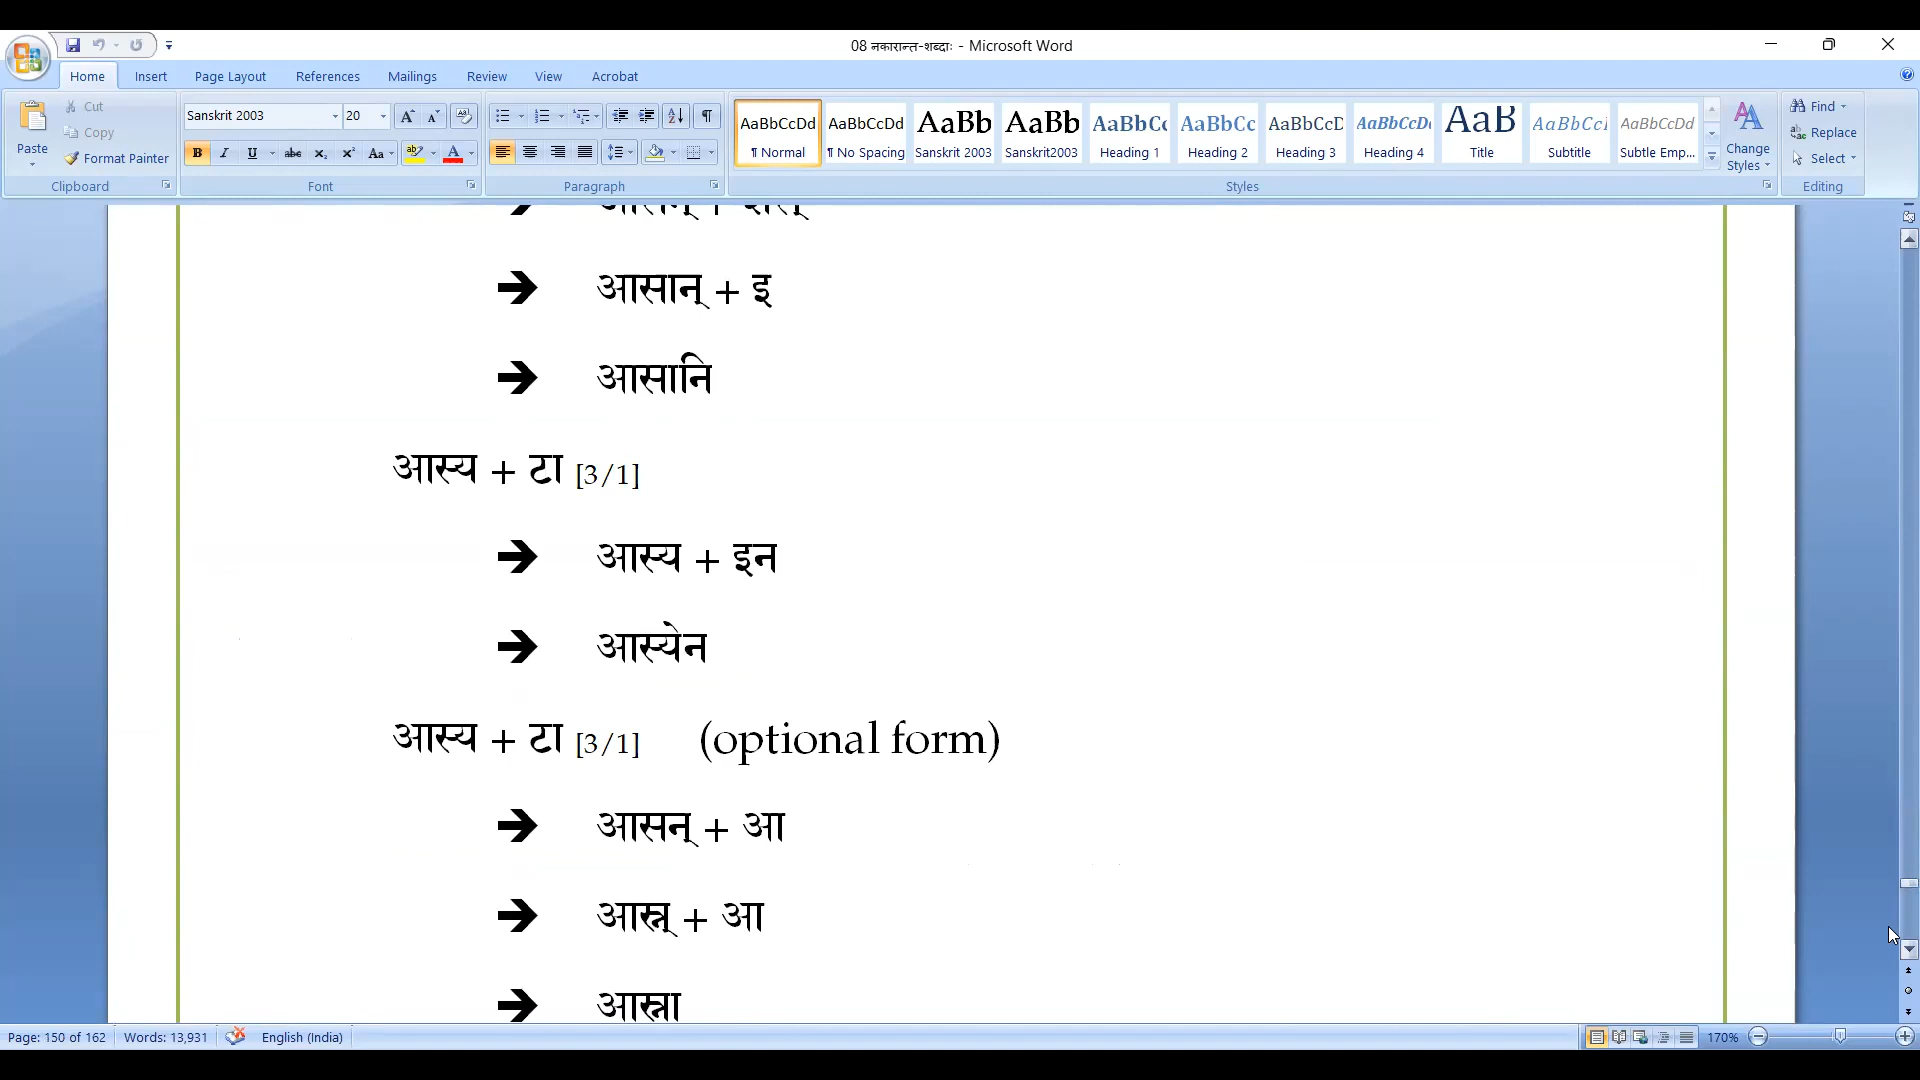 08 नकारान्त-शब्दाः - Microsoft Word
Home Insert Page Layout References Mailings Review View Acrobat
Paste
Cut
Copy
Format Painter
Clipboard
Sanskrit 2003 20
Font
Paragraph
AaBbCcDd AaBbCcDd AaBb AaBb AaBbCc AaBbCc AaBbCcD AaBbCcDd AaB AaBbCcI AaBbCcDd
¶ Normal ¶ No Spacing Sanskrit 2003 Sanskrit2003 Heading 1 Heading 2 Heading 3 Heading 4 Title Subtitle Subtle Emp...
Styles
Change Styles
Find
Replace
Select
Editing
➔ आसान् + इ
➔ आसानि
आस्य + टा [3/1]
➔ आस्य + इन
➔ आस्येन
आस्य + टा [3/1] (optional form)
➔ आसन् + आ
➔ आस्न् + आ
➔ आस्ना
Page: 150 of 162 Words: 13,931 English (India) 170%